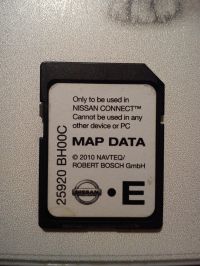 Only to be used in
NISSAN CONNECT™
Cannot be used in any
other device or PC
MAP DATA
© 2010 NAVTEQ/
ROBERT BOSCH GmbH
25920 BH00C
NISSAN
• E